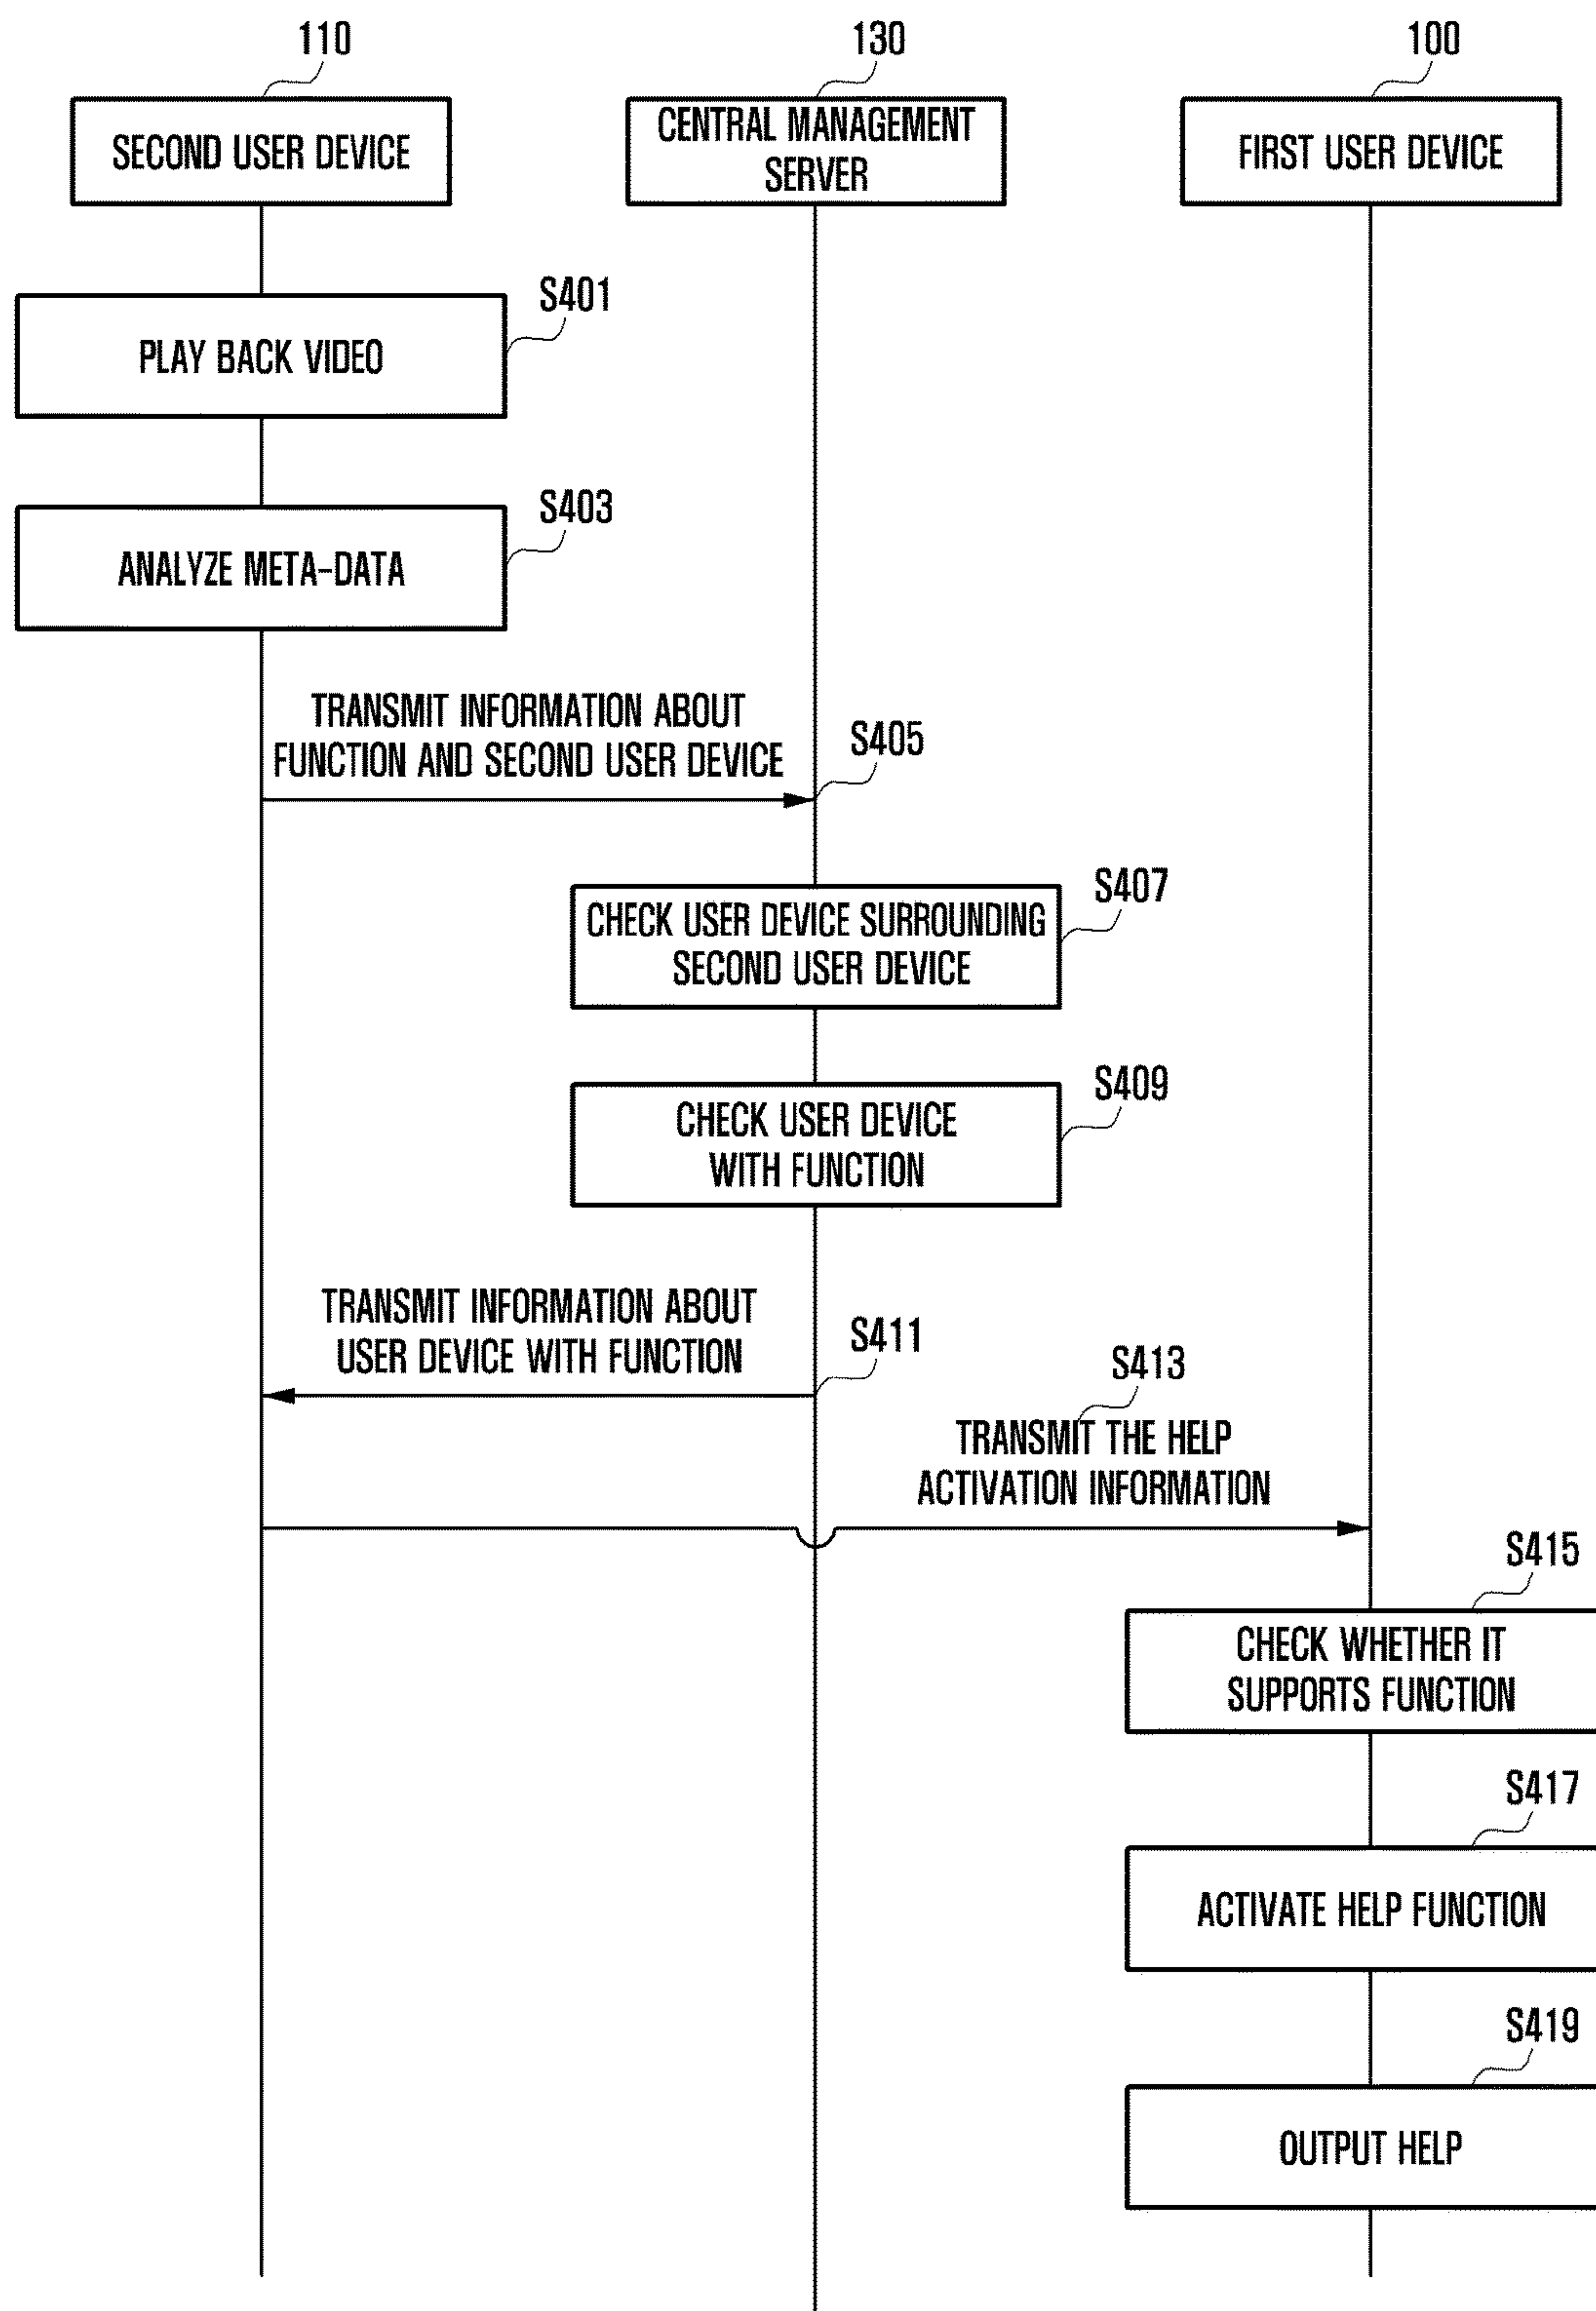 110
130
100
SECOND USER DEVICE
CENTRAL MANAGEMENT
SERVER
FIRST USER DEVICE
S401
PLAY BACK VIDEO
S403
ANALYZE META-DATA
TRANSMIT INFORMATION ABOUT
FUNCTION AND SECOND USER DEVICE
S405
S407
CHECK USER DEVICE SURROUNDING
SECOND USER DEVICE
S409
CHECK USER DEVICE
WITH FUNCTION
TRANSMIT INFORMATION ABOUT
USER DEVICE WITH FUNCTION
S411
S413
TRANSMIT THE HELP
ACTIVATION INFORMATION
S415
CHECK WHETHER IT
SUPPORTS FUNCTION
S417
ACTIVATE HELP FUNCTION
S419
OUTPUT HELP